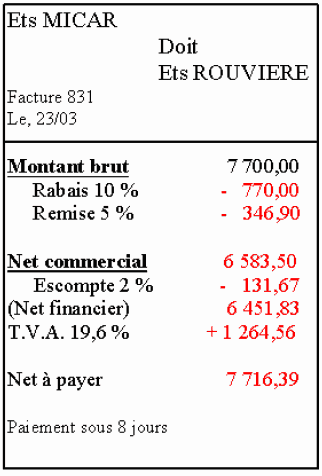 Ets MICAR
Doit
Ets ROUVIERE
Facture 831
Le, 23/03
Montant brut 7 700,00
Rabais 10 % - 770,00
Remise 5 % - 346,90
Net commercial 6 583,50
Escompte 2 % - 131,67
(Net financier) 6 451,83
T.V.A. 19,6 % + 1 264,56
Net à payer 7 716,39
Paiement sous 8 jours